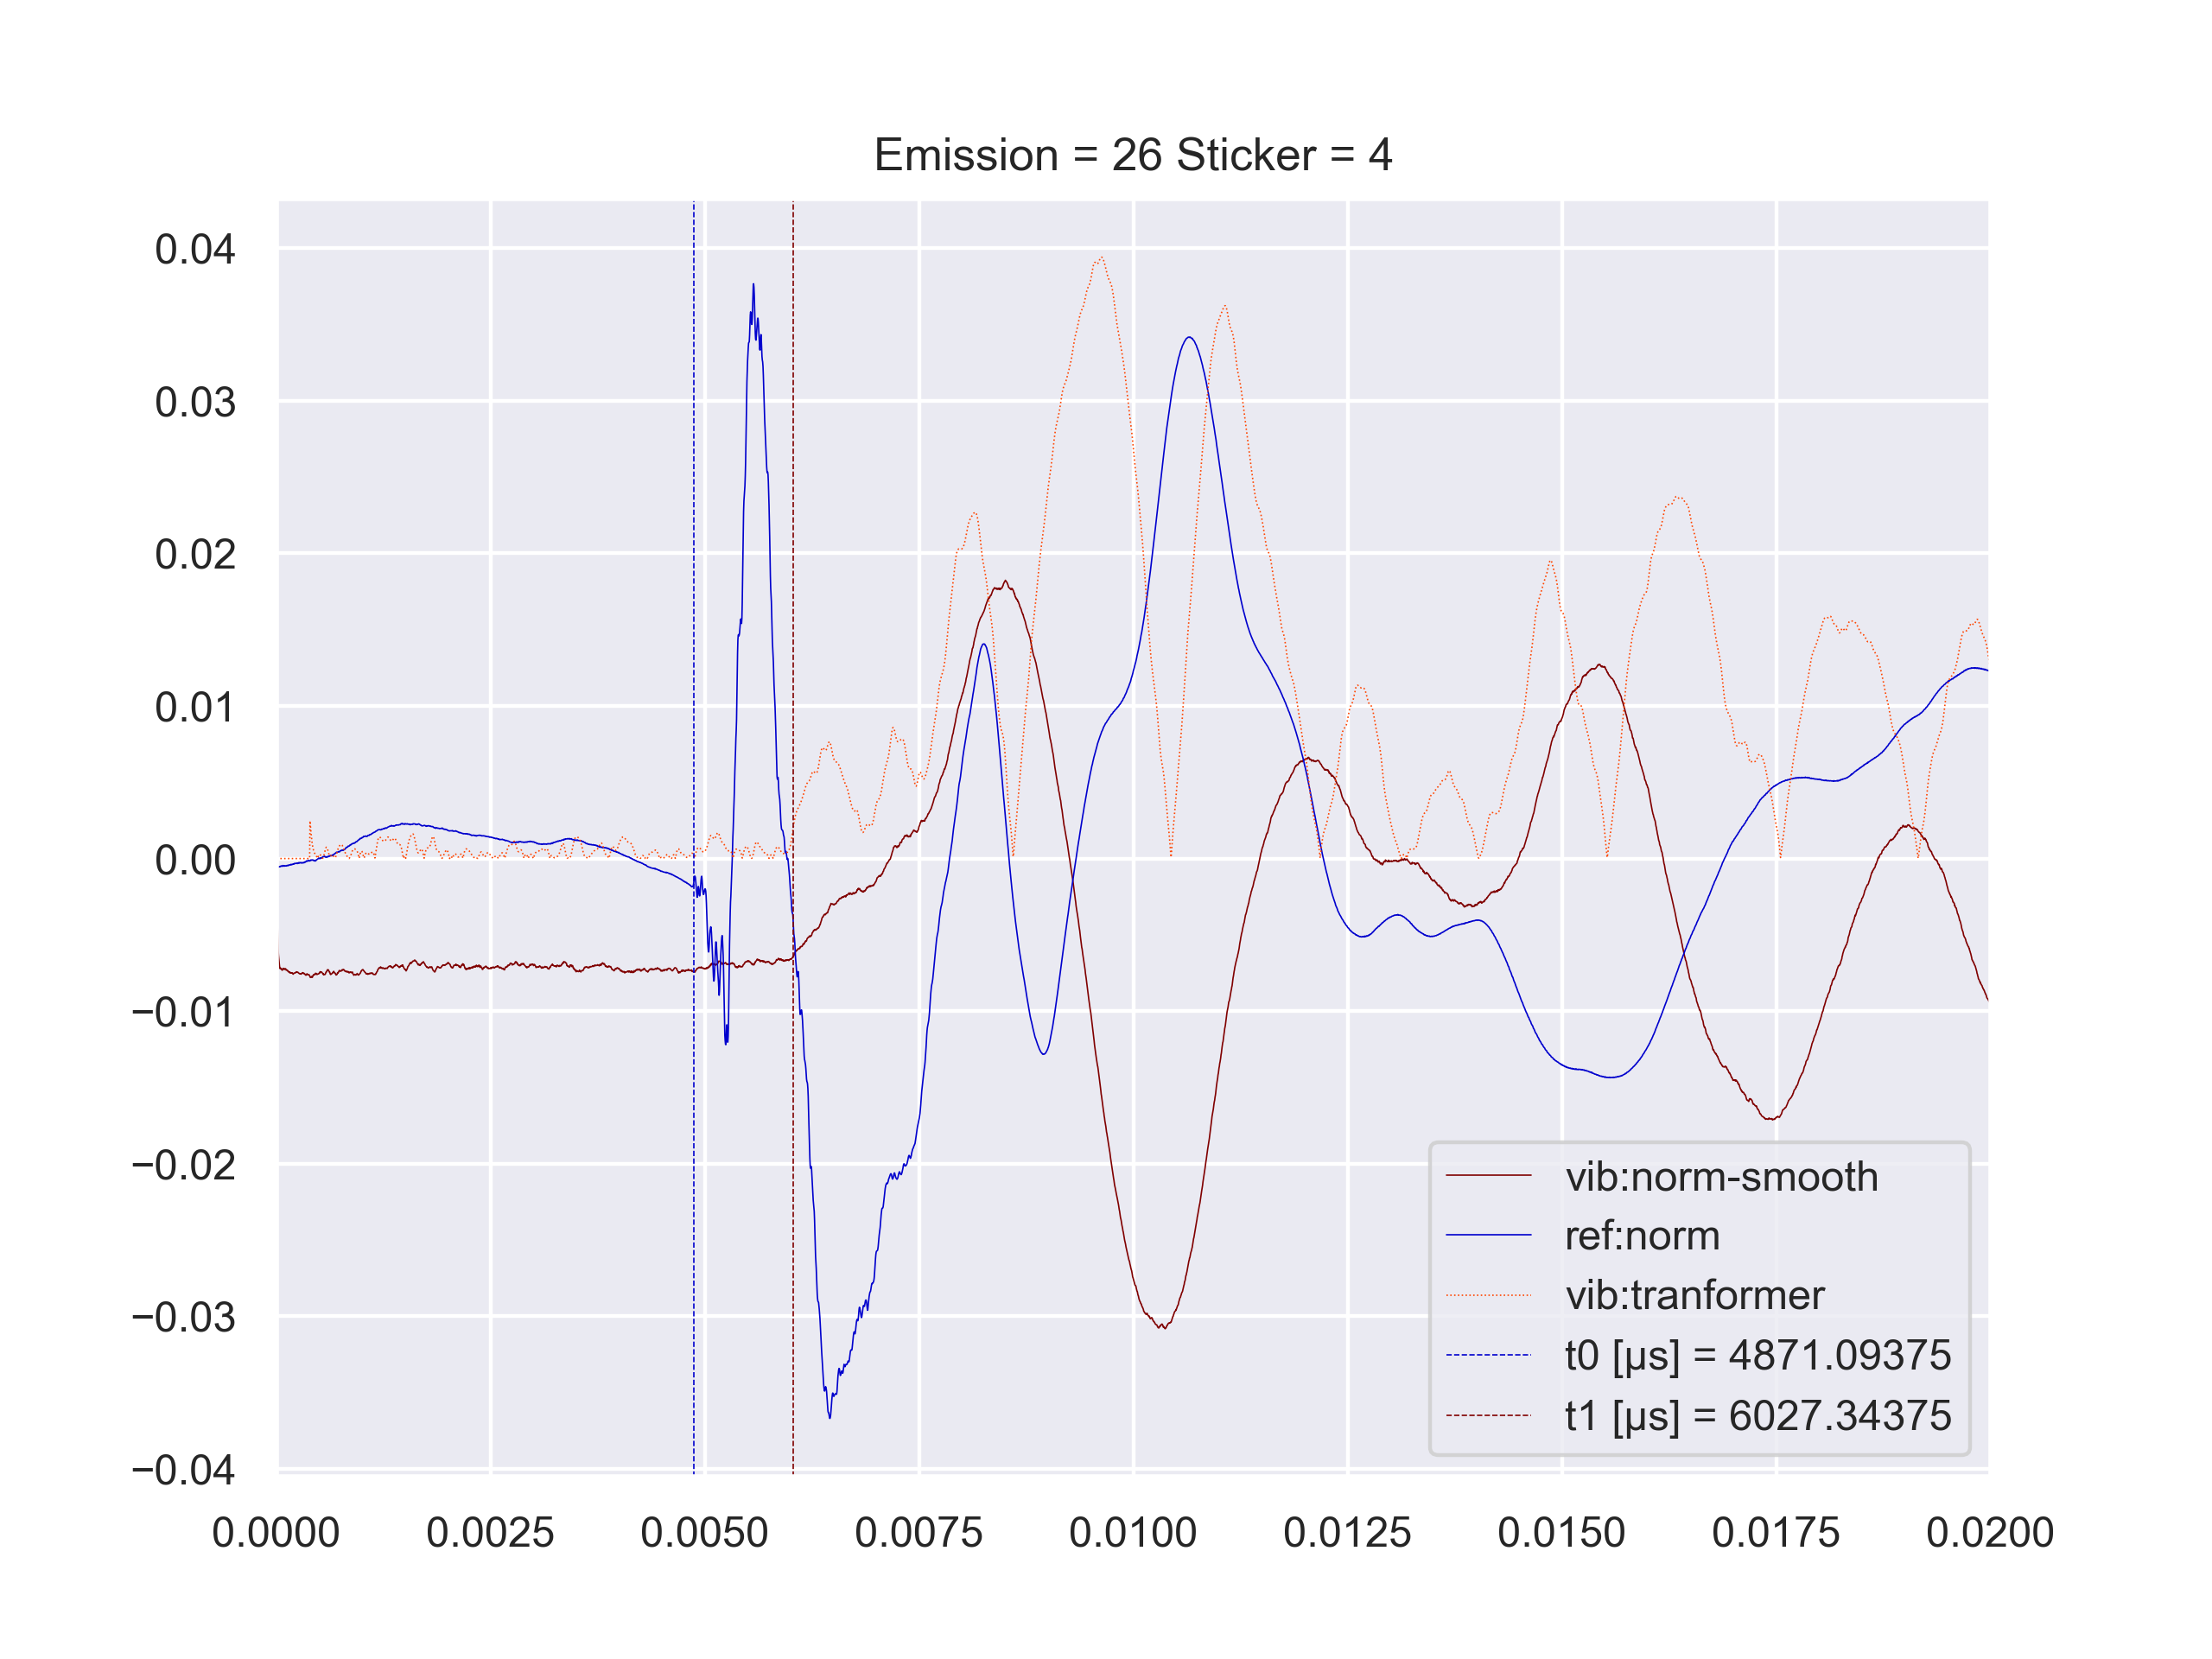 Emission = 26 Sticker = 4
0.04
0.03
0.02
0.01
0.00
−0.01
−0.02
−0.03
−0.04
0.0000 0.0025 0.0050 0.0075 0.0100 0.0125 0.0150 0.0175 0.0200
vib:norm-smooth
ref:norm
vib:tranformer
t0 [µs] = 4871.09375
t1 [µs] = 6027.34375